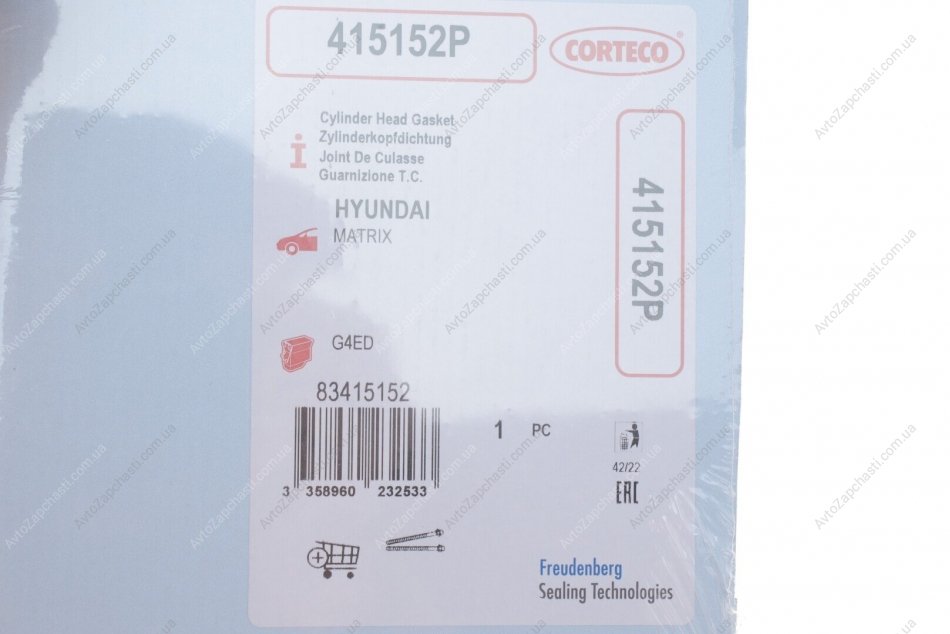 415152P
CORTECO®
Cylinder Head Gasket
Zylinderkopfdichtung
Joint De Culasse
Guarnizione T.C.
HYUNDAI
MATRIX
415152P
G4ED
83415152
1 PC
3 358960 232533
42/22
EAC
Freudenberg
Sealing Technologies
AvtoZapchasti.com.ua